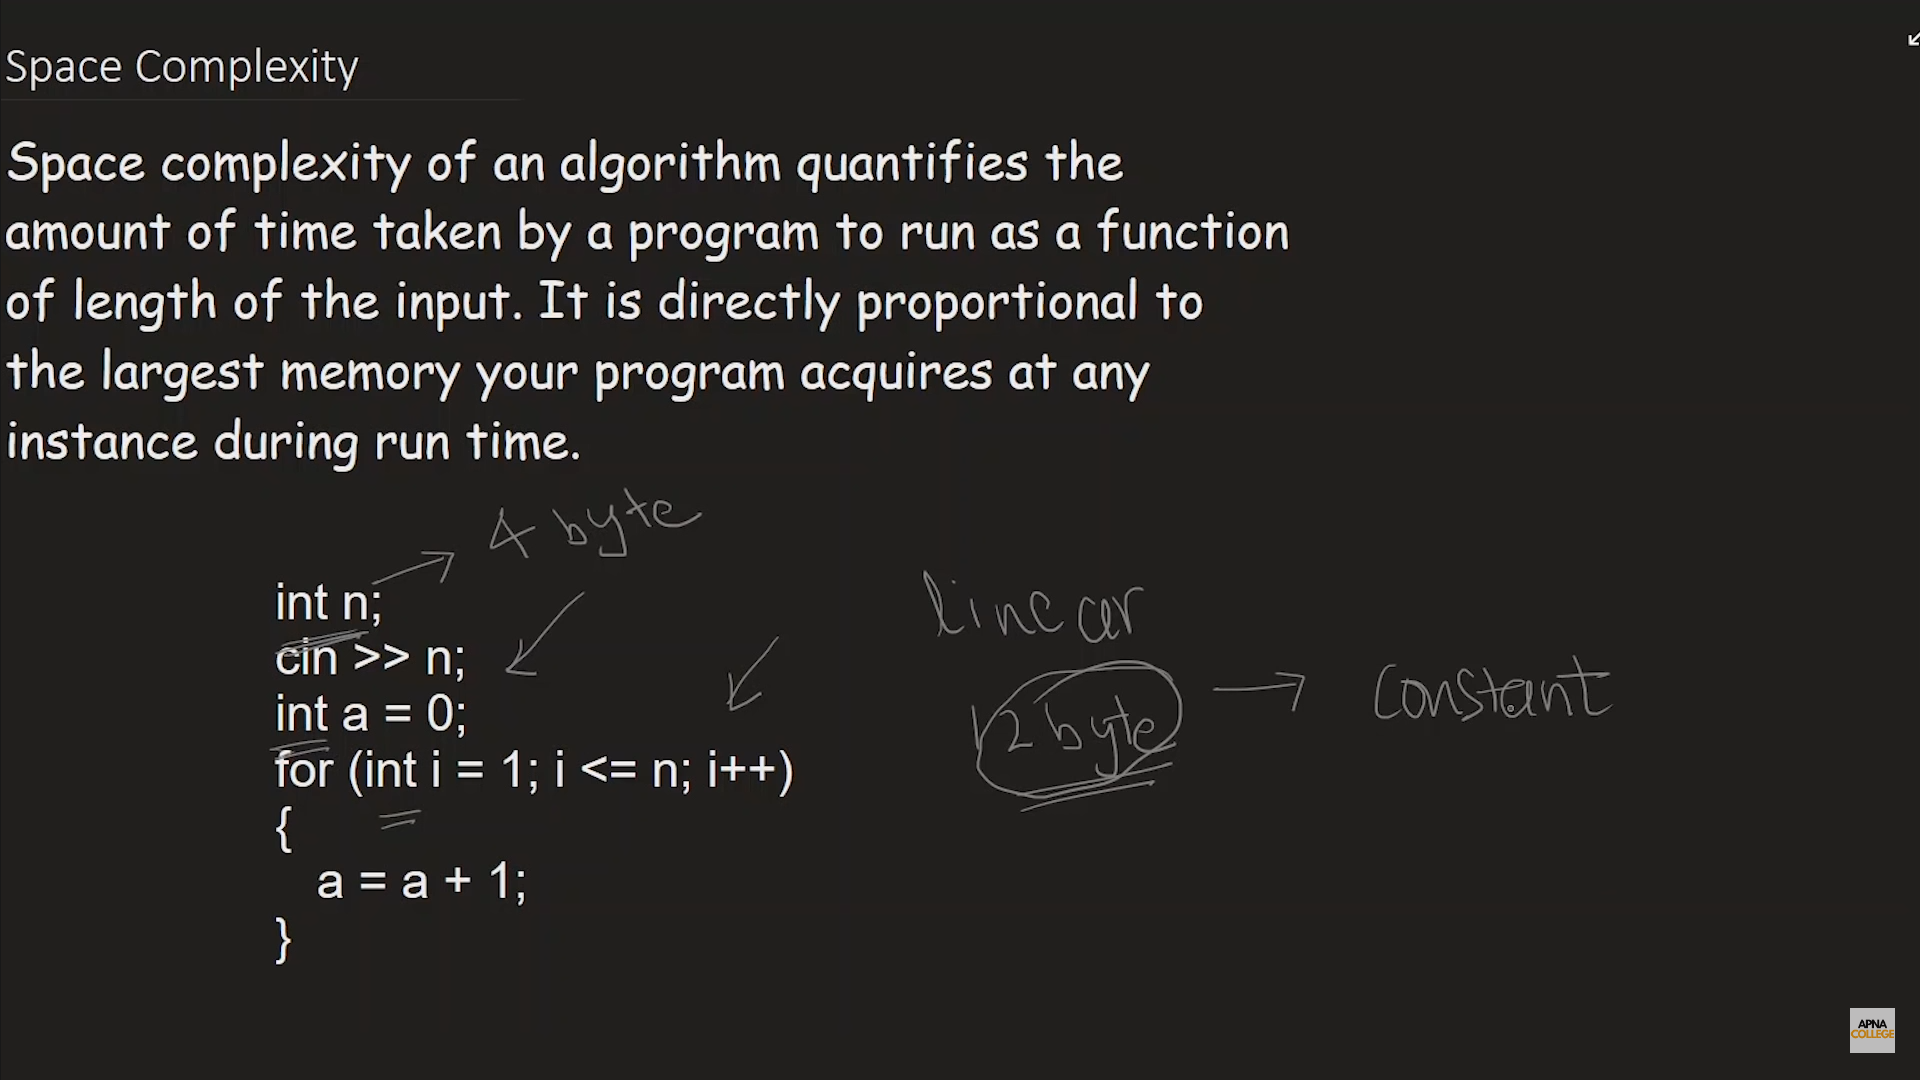 Space Complexity
Space complexity of an algorithm quantifies the
amount of time taken by a program to run as a function
of length of the input. It is directly proportional to
the largest memory your program acquires at any
instance during run time.
4 byte
int n;
cin >> n;
int a = 0;
for (int i = 1; i <= n; i++)
{
a = a + 1;
}
linear
12 byte
constant
APNA
COLLEGE